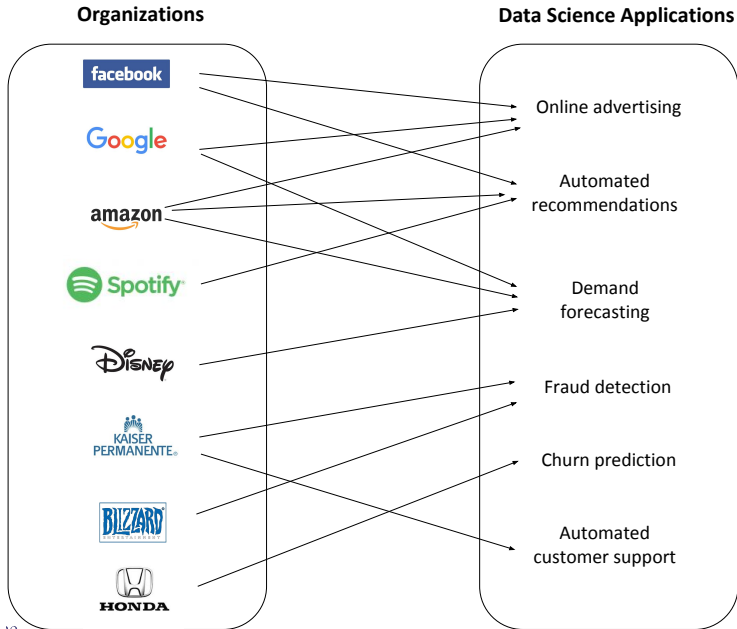 Organizations
Data Science Applications
facebook
Google
amazon
Spotify
Disney
KAISER
PERMANENTE®
BLIZZARD
ENTERTAINMENT
HONDA
Online advertising
Automated
recommendations
Demand
forecasting
Fraud detection
Churn prediction
Automated
customer support